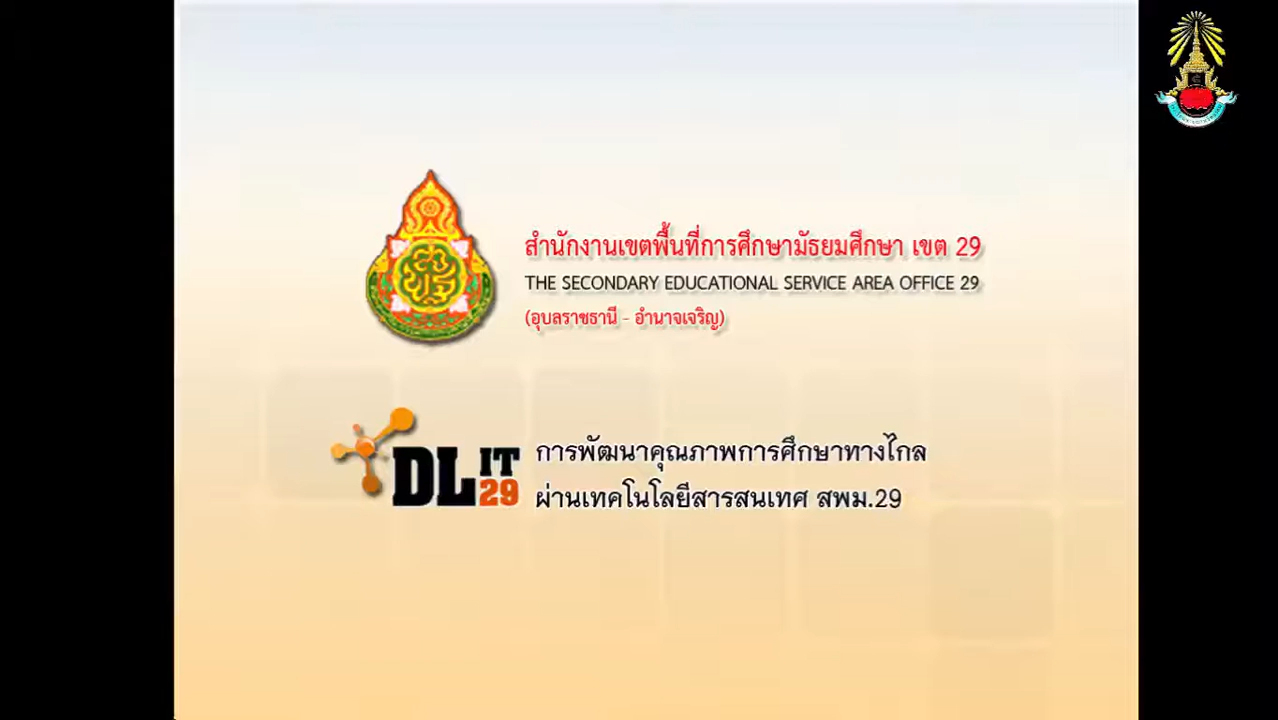 สำนักงานเขตพื้นที่การศึกษามัธยมศึกษา เขต 29
THE SECONDARY EDUCATIONAL SERVICE AREA OFFICE 29
(อุบลราชธานี - อำนาจเจริญ)
DL IT 29
การพัฒนาคุณภาพการศึกษาทางไกล
ผ่านเทคโนโลยีสารสนเทศ สพม.29